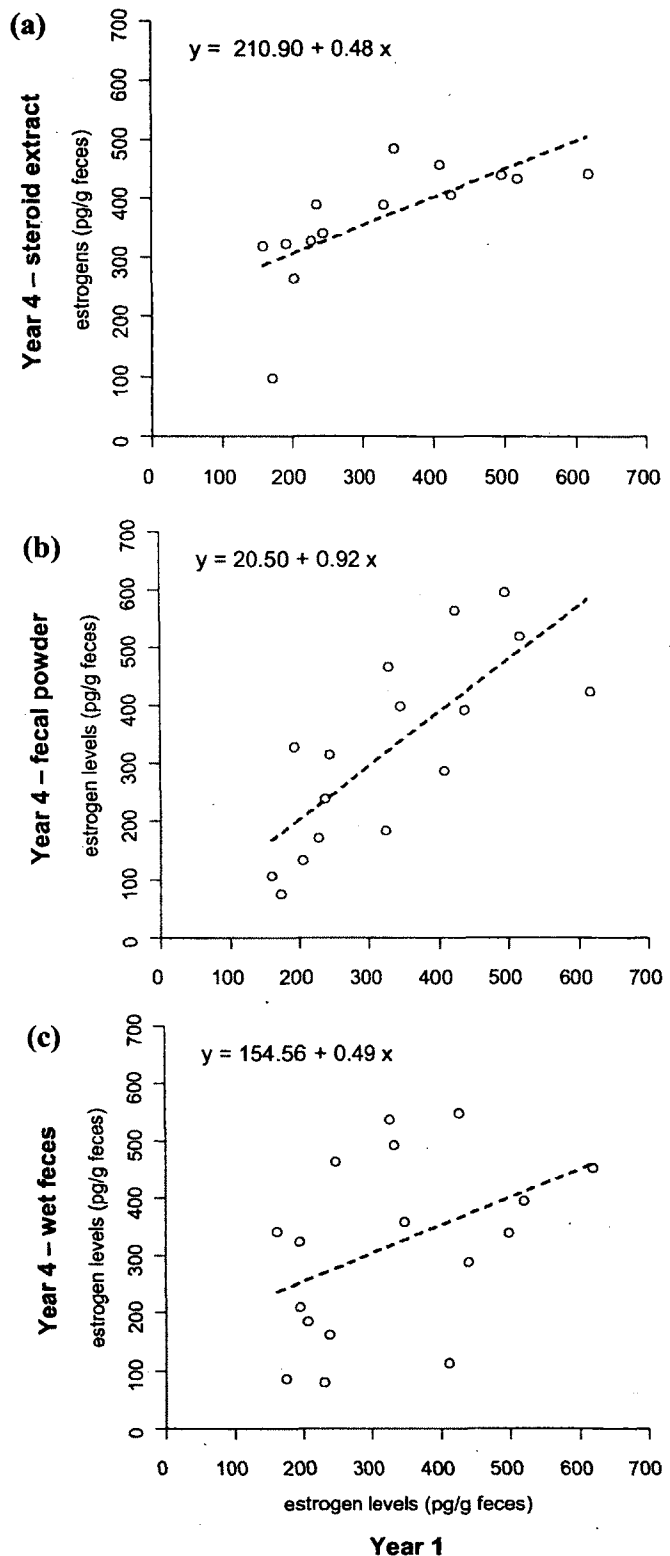 (a)
y = 210.90 + 0.48 x
Year 4 – steroid extract
estrogens (pg/g feces)
700
600
500
400
300
200
100
0
0 100 200 300 400 500 600 700
(b)
y = 20.50 + 0.92 x
Year 4 – fecal powder
estrogen levels (pg/g feces)
700
600
500
400
300
200
100
0
0 100 200 300 400 500 600 700
(c)
y = 154.56 + 0.49 x
Year 4 – wet feces
estrogen levels (pg/g feces)
700
600
500
400
300
200
100
0
0 100 200 300 400 500 600 700
estrogen levels (pg/g feces)
Year 1